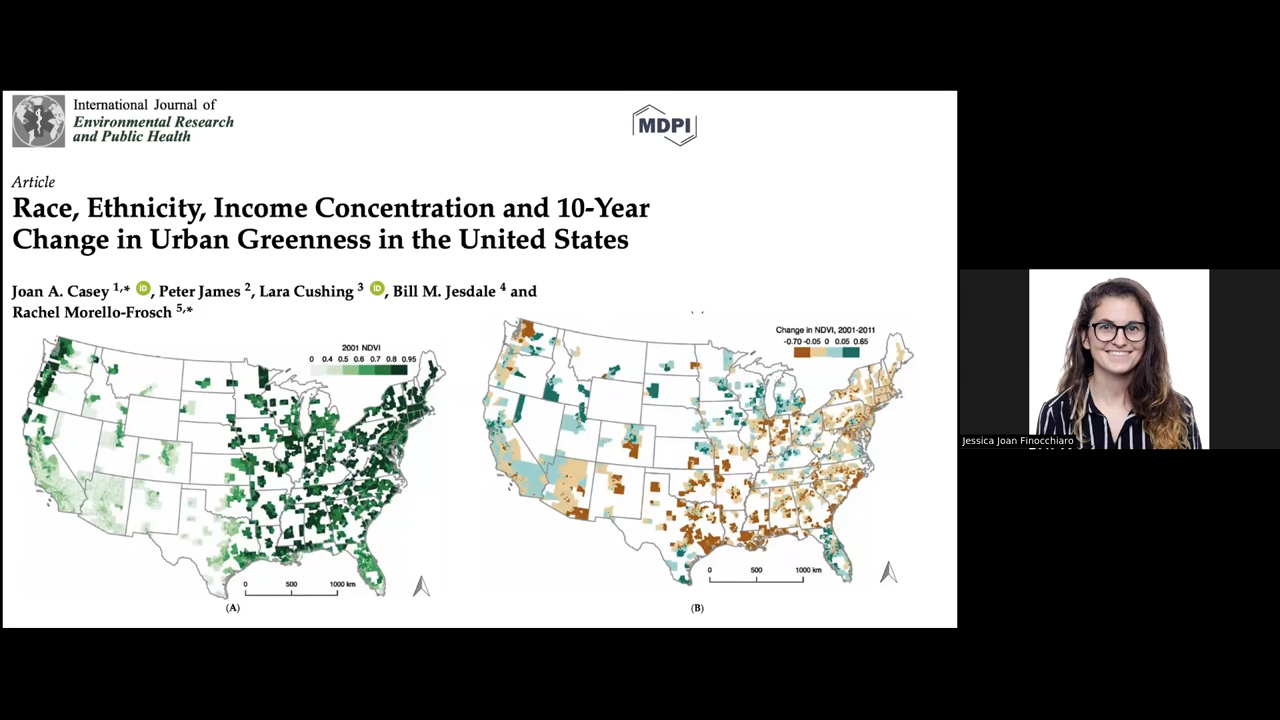 International Journal of
Environmental Research
and Public Health
MDPI
Article
Race, Ethnicity, Income Concentration and 10-Year
Change in Urban Greenness in the United States
Joan A. Casey 1,* iD, Peter James 2, Lara Cushing 3 iD, Bill M. Jesdale 4 and
Rachel Morello-Frosch 5,*
2001 NDVI
0 0.4 0.5 0.6 0.7 0.8 0.95
0 500 1000 km
(A)
Change in NDVI, 2001-2011
-0.70 -0.05 0 0.05 0.65
0 500 1000 km
(B)
Jessica Joan Finocchiaro